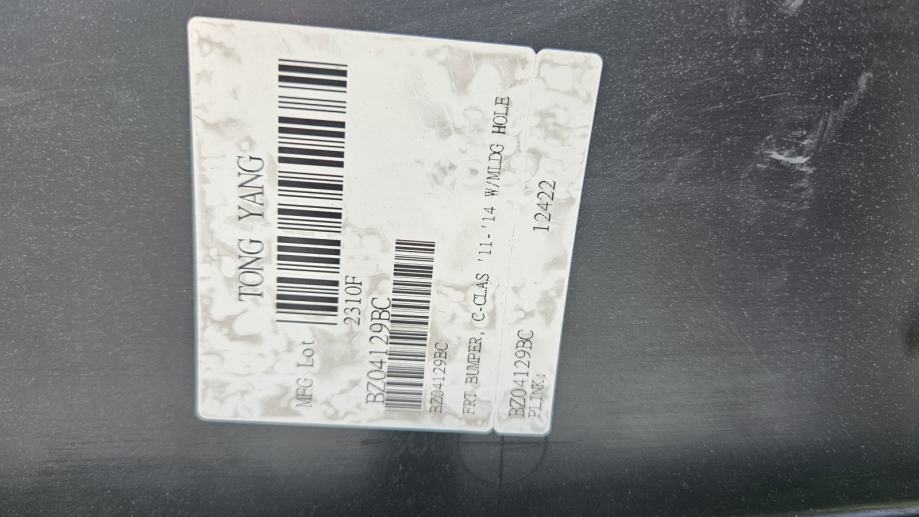 TONG YANG
MFG Lot
2310F
BZ04129BC
BZ04129BC
FRT BUMPER, C-CLAS '11-'14 W/MLDG HOLE
BZ04129BC
PLINK:
12422